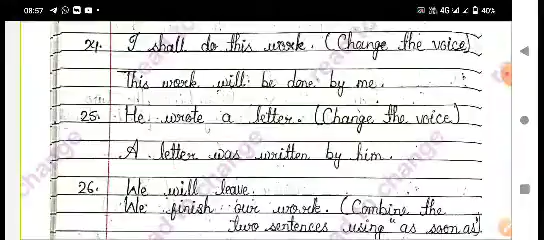 08:57 4G 40%
24. I shall do this work. (Change the voice)
This work will be done by me.
25. He wrote a letter. (Change the voice)
A letter was written by him.
26. We will leave.
We finish our work. (Combine the
two sentences using "as soon as")